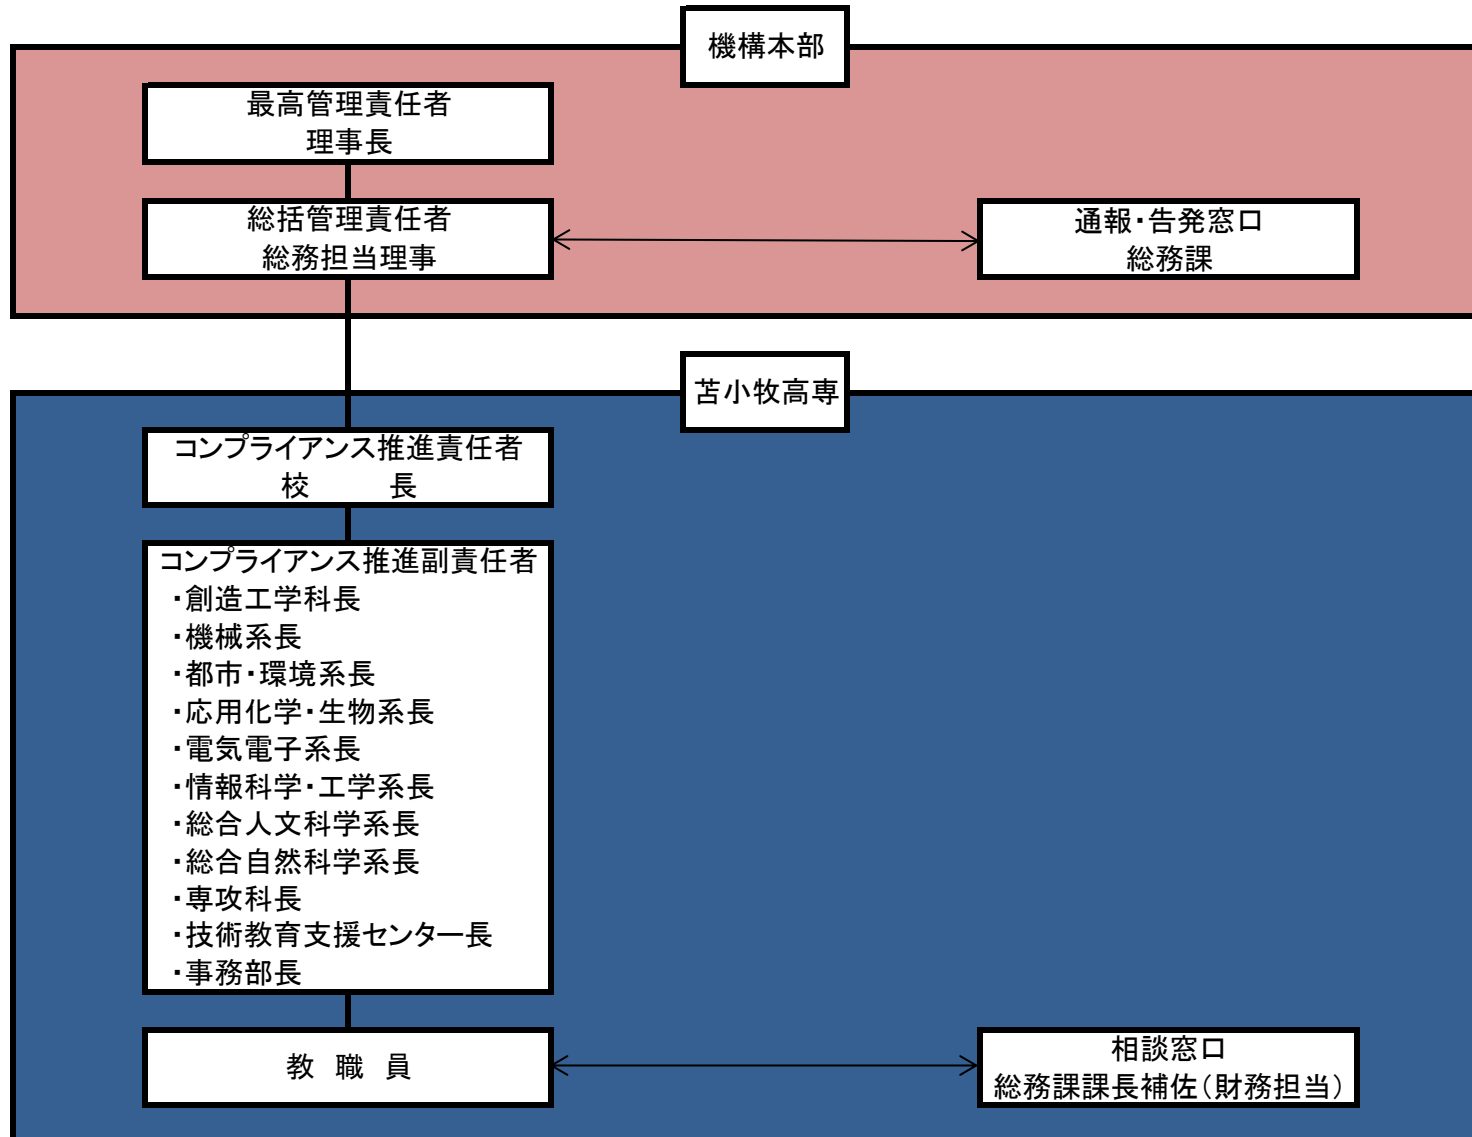 機構本部
最高管理責任者
理事長
総括管理責任者
総務担当理事
通報・告発窓口
総務課
苫小牧高専
コンプライアンス推進責任者
校　　　長
コンプライアンス推進副責任者
・創造工学科長
・機械系長
・都市・環境系長
・応用化学・生物系長
・電気電子系長
・情報科学・工学系長
・総合人文科学系長
・総合自然科学系長
・専攻科長
・技術教育支援センター長
・事務部長
教　職　員
相談窓口
総務課課長補佐（財務担当）